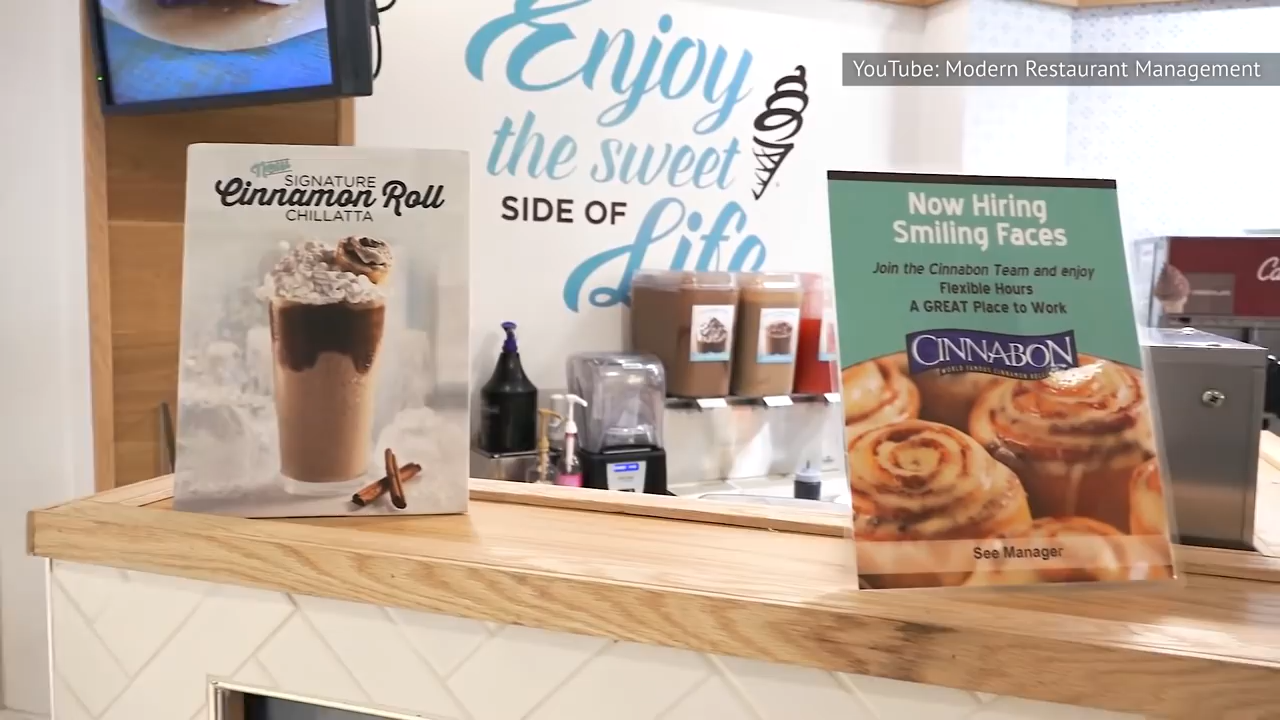 YouTube: Modern Restaurant Management
Enjoy
the sweet
SIDE OF
Life
New
SIGNATURE
Cinnamon Roll
CHILLATTA
Now Hiring
Smiling Faces
Join the Cinnabon Team and enjoy
Flexible Hours
A GREAT Place to Work
CINNABON
WORLD FAMOUS CINNAMON ROLLS
See Manager
Ca